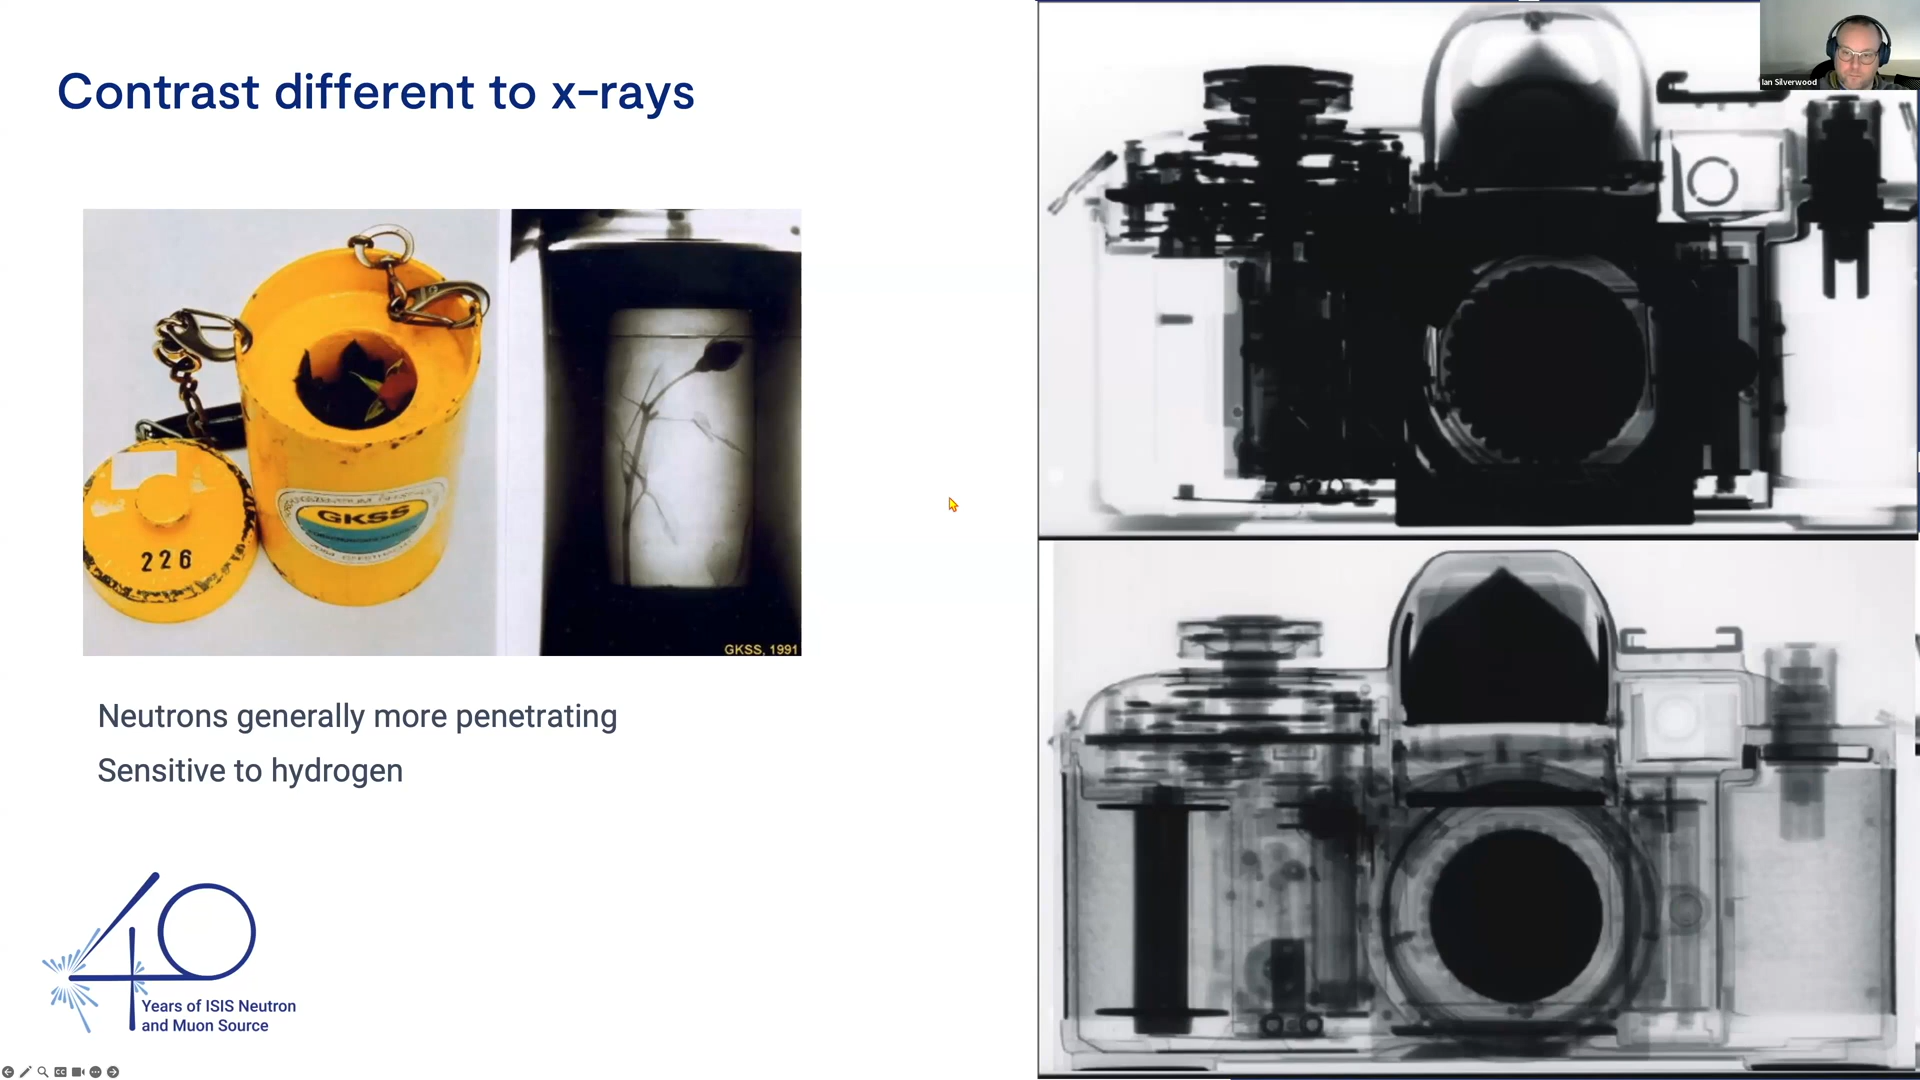 Contrast different to x-rays
Ian Silverwood
GKSS
226
GKSS, 1991
Neutrons generally more penetrating
Sensitive to hydrogen
40
Years of ISIS Neutron
and Muon Source